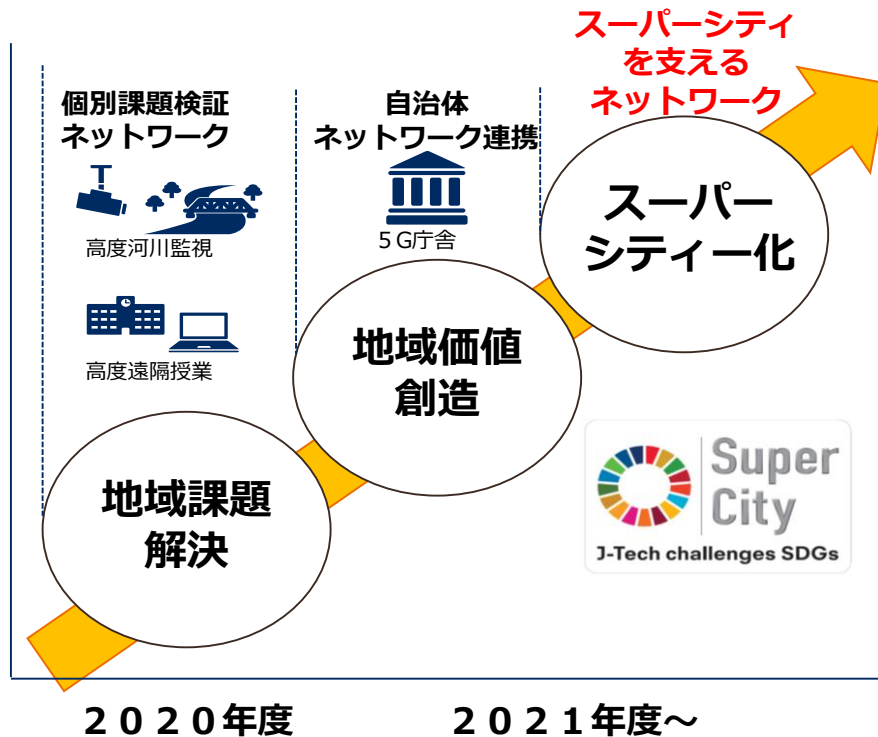 スーパーシティ
を支える
ネットワーク
個別課題検証
ネットワーク
自治体
ネットワーク連携
高度河川監視
５G庁舎
スーパー
シティー化
高度遠隔授業
地域価値
創造
地域課題
解決
Super
City
J-Tech challenges SDGs
２０２０年度
２０２１年度～